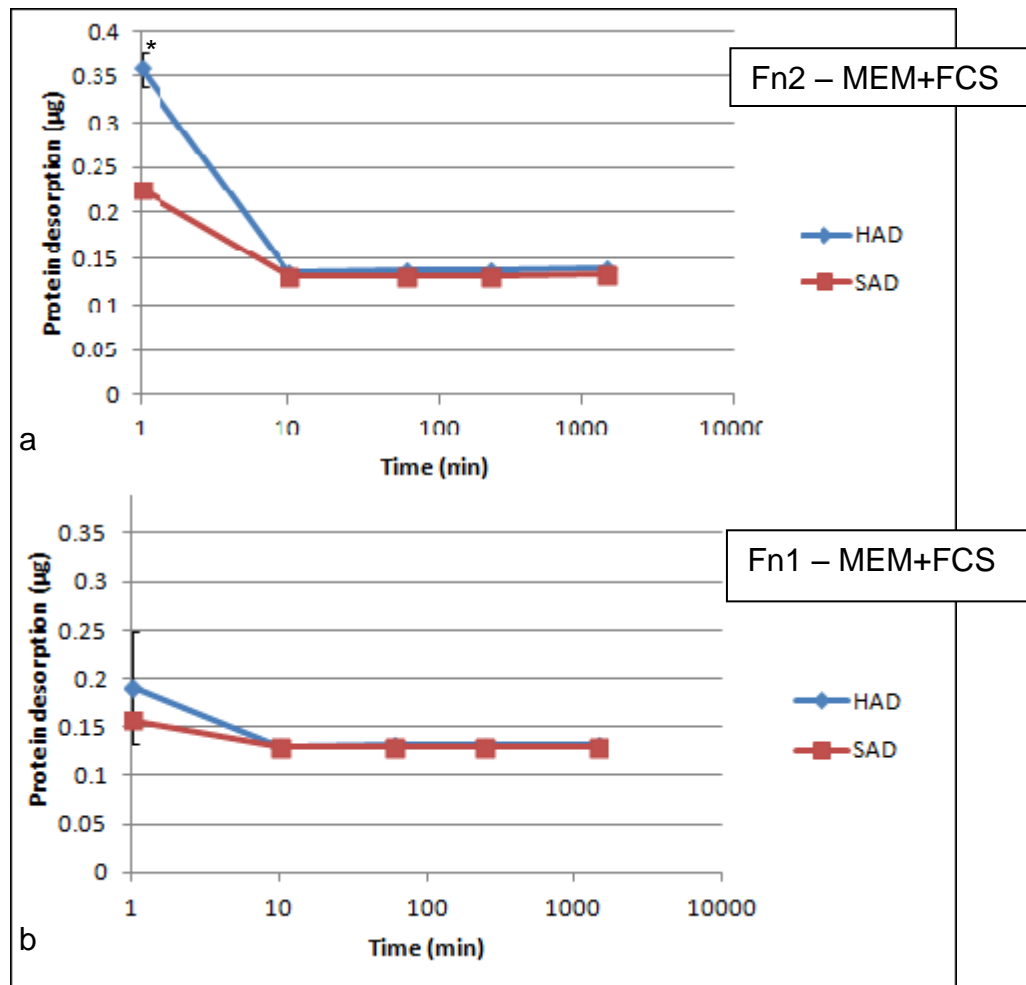 Fn2 – MEM+FCS
*
0.4
0.35
0.3
0.25
0.2
0.15
0.1
0.05
0
Protein desorption (µg)
HAD
SAD
1
10
100
1000
10000
Time (min)
a
Fn1 – MEM+FCS
0.35
0.3
0.25
0.2
0.15
0.1
0.05
0
Protein desorption (µg)
HAD
SAD
1
10
100
1000
10000
Time (min)
b